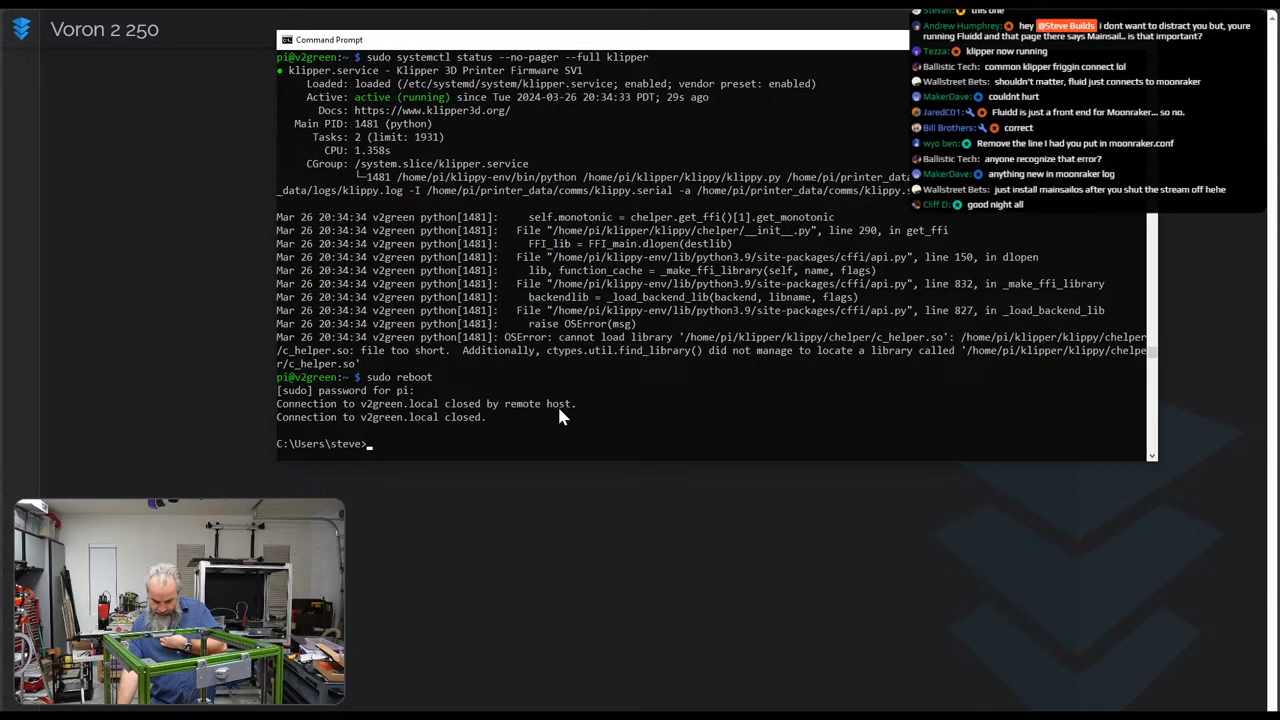 Voron 2 250
Command Prompt
pi@v2green:~ $ sudo systemctl status --no-pager --full klipper
● klipper.service - Klipper 3D Printer Firmware SV1
Loaded: loaded (/etc/systemd/system/klipper.service; enabled; vendor preset: enabled)
Active: active (running) since Tue 2024-03-26 20:34:33 PDT; 29s ago
Docs: https://www.klipper3d.org/
Main PID: 1481 (python)
Tasks: 2 (limit: 1931)
CPU: 1.358s
CGroup: /system.slice/klipper.service
└─1481 /home/pi/klippy-env/bin/python /home/pi/klipper/klippy/klippy.py /home/pi/printer
_data/logs/klippy.log -I /home/pi/printer_data/comms/klippy.serial -a /home/pi/printer_data/comms/klippy.s
Mar 26 20:34:34 v2green python[1481]: self.monotonic = chelper.get_ffi()[1].get_monotonic
Mar 26 20:34:34 v2green python[1481]: File "/home/pi/klipper/klippy/chelper/__init__.py", line 290, in get_ffi
Mar 26 20:34:34 v2green python[1481]: FFI_lib = FFI_main.dlopen(destlib)
Mar 26 20:34:34 v2green python[1481]: File "/home/pi/klippy-env/lib/python3.9/site-packages/cffi/api.py", line 150, in dlopen
Mar 26 20:34:34 v2green python[1481]: lib, function_cache = _make_ffi_library(self, name, flags)
Mar 26 20:34:34 v2green python[1481]: File "/home/pi/klippy-env/lib/python3.9/site-packages/cffi/api.py", line 832, in _make_ffi_library
Mar 26 20:34:34 v2green python[1481]: backendlib = _load_backend_lib(backend, libname, flags)
Mar 26 20:34:34 v2green python[1481]: File "/home/pi/klippy-env/lib/python3.9/site-packages/cffi/api.py", line 827, in _load_backend_lib
Mar 26 20:34:34 v2green python[1481]: raise OSError(msg)
Mar 26 20:34:34 v2green python[1481]: OSError: cannot load library '/home/pi/klipper/klippy/chelper/c_helper.so': /home/pi/klipper/klippy/chelper
/c_helper.so: file too short. Additionally, ctypes.util.find_library() did not manage to locate a library called '/home/pi/klipper/klippy/chelpe
r/c_helper.so'
pi@v2green:~ $ sudo reboot
[sudo] password for pi:
Connection to v2green.local closed by remote host.
Connection to v2green.local closed.
C:\Users\steve>
Stevan: this one
Andrew Humphrey: hey @Steve Builds i dont want to distract you but, youre
running Fluidd and that page there says Mainsail.. is that important?
Tezza: klipper now running
Ballistic Tech: common klipper friggin connect lol
Wallstreet Bets: shouldn't matter, fluid just connects to moonraker
MakerDave: couldnt hurt
JaredC01: Fluidd is just a front end for Moonraker... so no.
Bill Brothers: correct
wyo ben: Remove the line I had you put in moonraker.conf
Ballistic Tech: anyone recognize that error?
MakerDave: anything new in moonraker log
Wallstreet Bets: just install mainsailos after you shut the stream off hehe
Cliff D: good night all